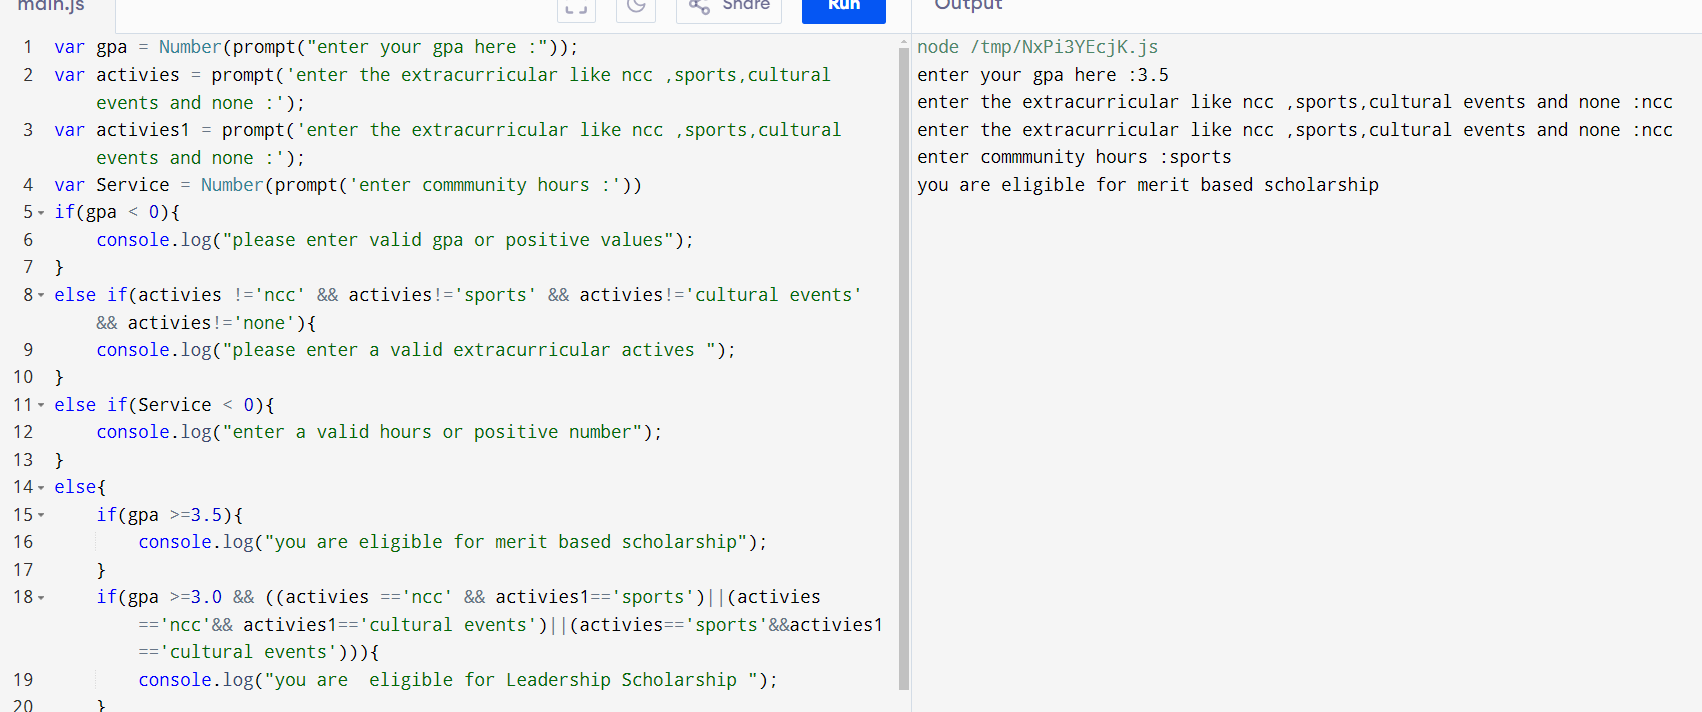 main.js
Share
Run
Output
1 var gpa = Number(prompt("enter your gpa here :"));
2 var activies = prompt('enter the extracurricular like ncc ,sports,cultural
events and none :');
3 var activies1 = prompt('enter the extracurricular like ncc ,sports,cultural
events and none :');
4 var Service = Number(prompt('enter commmunity hours :'))
5 if(gpa < 0){
6 console.log("please enter valid gpa or positive values");
7 }
8 else if(activies !='ncc' && activies!='sports' && activies!='cultural events'
&& activies!='none'){
9 console.log("please enter a valid extracurricular actives ");
10 }
11 else if(Service < 0){
12 console.log("enter a valid hours or positive number");
13 }
14 else{
15 if(gpa >=3.5){
16 console.log("you are eligible for merit based scholarship");
17 }
18 if(gpa >=3.0 && ((activies =='ncc' && activies1=='sports')||(activies
=='ncc'&& activies1=='cultural events')||(activies=='sports'&&activies1
=='cultural events'))){
19 console.log("you are  eligible for Leadership Scholarship ");
20 }
node /tmp/NxPi3YEcjK.js
enter your gpa here :3.5
enter the extracurricular like ncc ,sports,cultural events and none :ncc
enter the extracurricular like ncc ,sports,cultural events and none :ncc
enter commmunity hours :sports
you are eligible for merit based scholarship